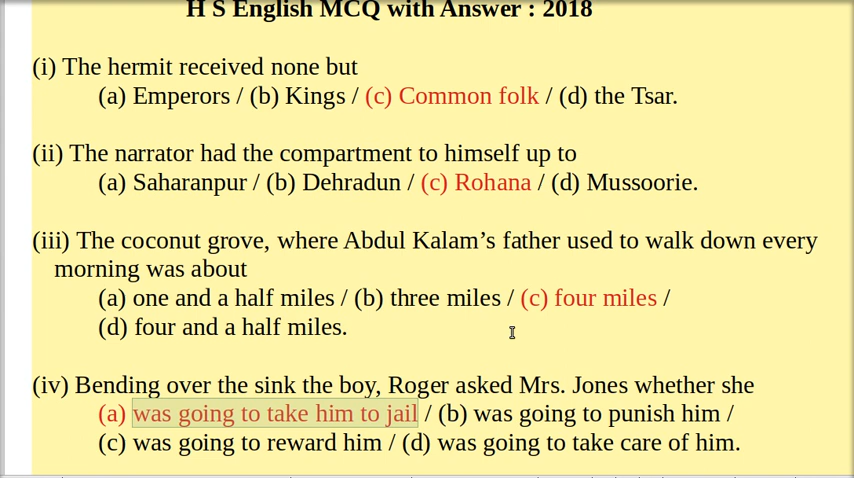 H S English MCQ with Answer : 2018
(i) The hermit received none but
(a) Emperors / (b) Kings / (c) Common folk / (d) the Tsar.
(ii) The narrator had the compartment to himself up to
(a) Saharanpur / (b) Dehradun / (c) Rohana / (d) Mussoorie.
(iii) The coconut grove, where Abdul Kalam’s father used to walk down every
morning was about
(a) one and a half miles / (b) three miles / (c) four miles /
(d) four and a half miles.
(iv) Bending over the sink the boy, Roger asked Mrs. Jones whether she
(a) was going to take him to jail / (b) was going to punish him /
(c) was going to reward him / (d) was going to take care of him.